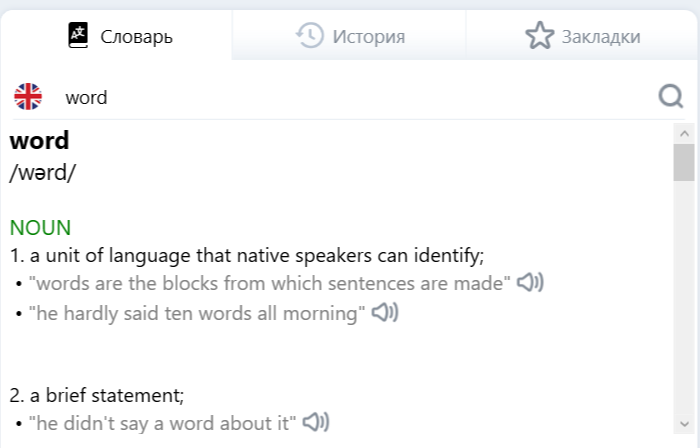 Словарь История Закладки
word
word
/wərd/
NOUN
1. a unit of language that native speakers can identify;
• "words are the blocks from which sentences are made"
• "he hardly said ten words all morning"
2. a brief statement;
• "he didn't say a word about it"